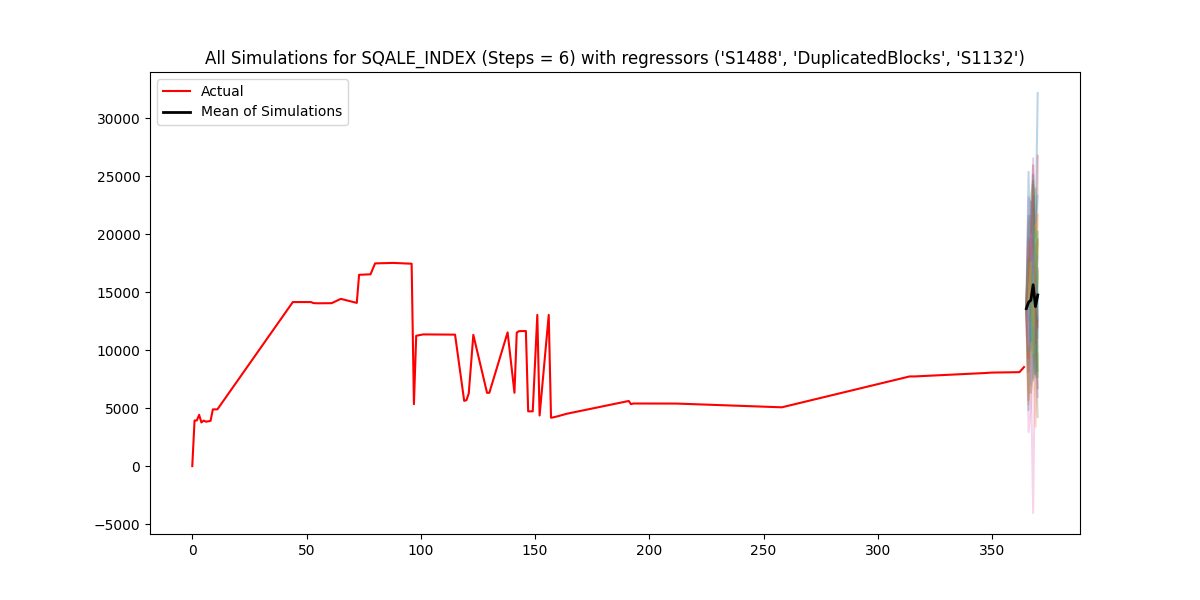 All Simulations for SQALE_INDEX (Steps = 6) with regressors ('S1488', 'DuplicatedBlocks', 'S1132')
Actual
Mean of Simulations
30000
25000
20000
15000
10000
5000
0
−5000
0 50 100 150 200 250 300 350